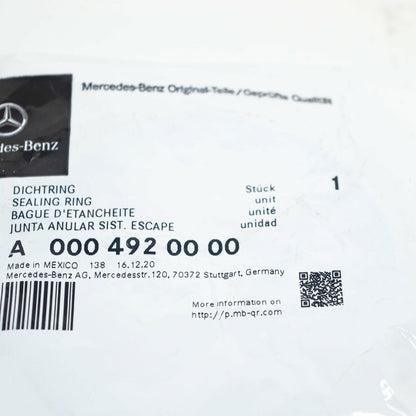 Mercedes-Benz Original-Teile / Geprüfte Qualität
des-Benz
DICHTRING Stück 1
SEALING RING unit
BAGUE D'ETANCHEITE unité
JUNTA ANULAR SIST. ESCAPE unidad
A 000 492 00 00
Made in MEXICO 138 16.12.20
Mercedes-Benz AG, Mercedesstr.120, 70372 Stuttgart, Germany
More information on
http://p.mb-qr.com/